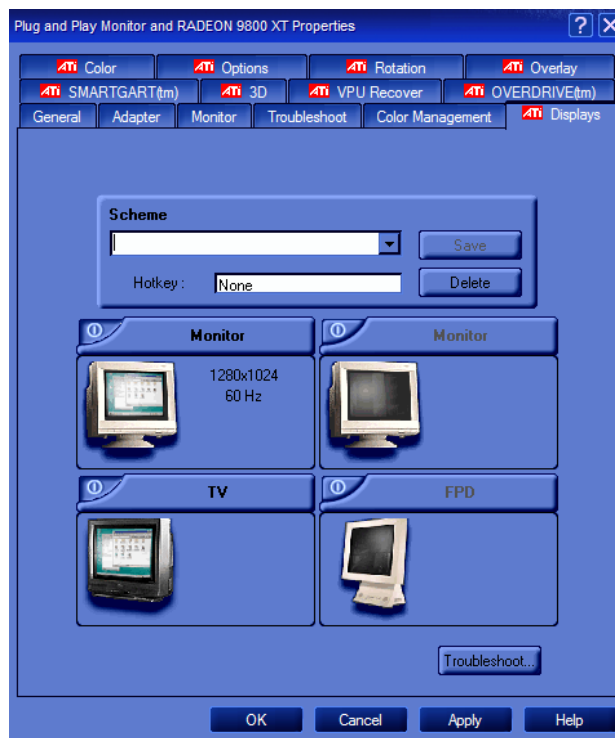 Plug and Play Monitor and RADEON 9800 XT Properties
ATI Color ATI Options ATI Rotation ATI Overlay
ATI SMARTGART(tm) ATI 3D ATI VPU Recover ATI OVERDRIVE(tm)
General Adapter Monitor Troubleshoot Color Management ATI Displays
Scheme
Save
Hotkey : None Delete
Monitor Monitor
1280x1024
60 Hz
TV FPD
Troubleshoot...
OK Cancel Apply Help